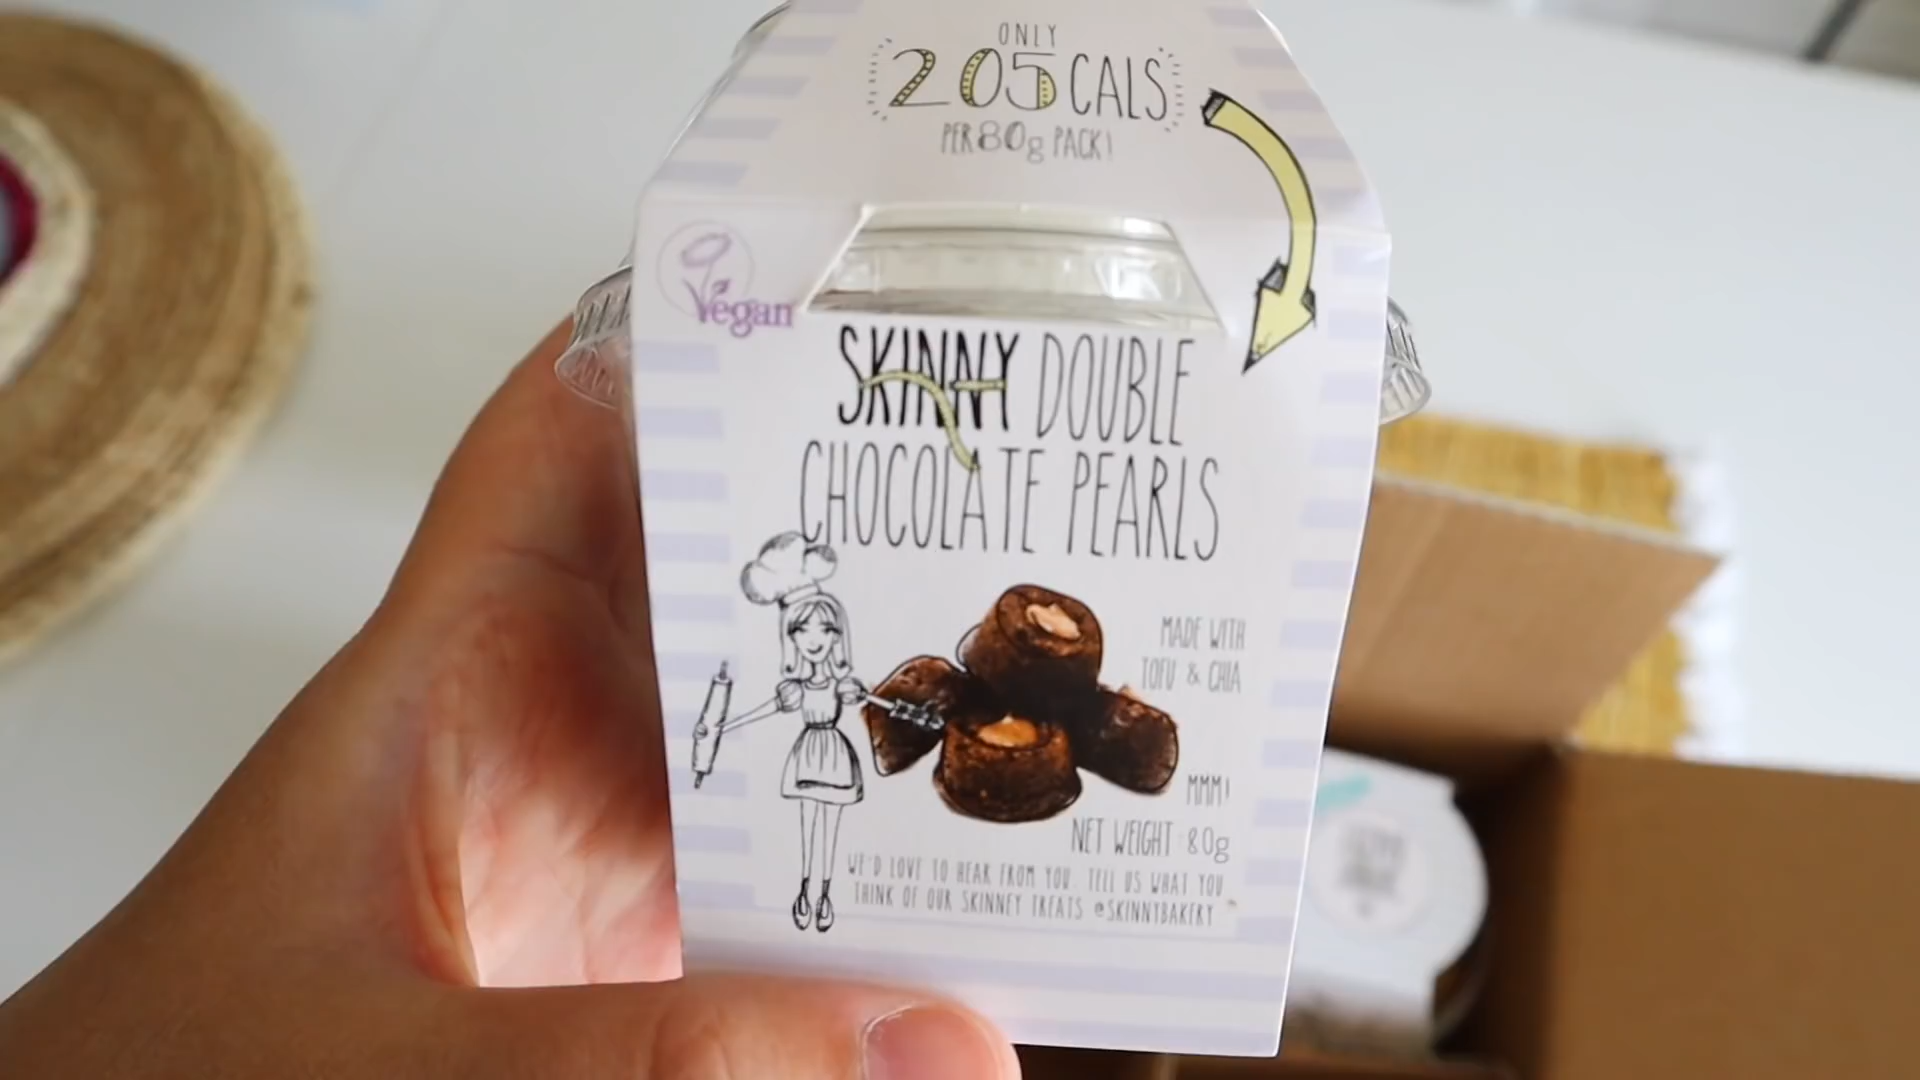 ONLY
205 CALS
PER 80g PACK!
Vegan
SKINNY DOUBLE
CHOCOLATE PEARLS
MADE WITH
TOFU & CHIA
MMM!
NET WEIGHT 80g
WE'D LOVE TO HEAR FROM YOU. TELL US WHAT YOU
THINK OF OUR SKINNEY TREATS @SKINNYBAKERY